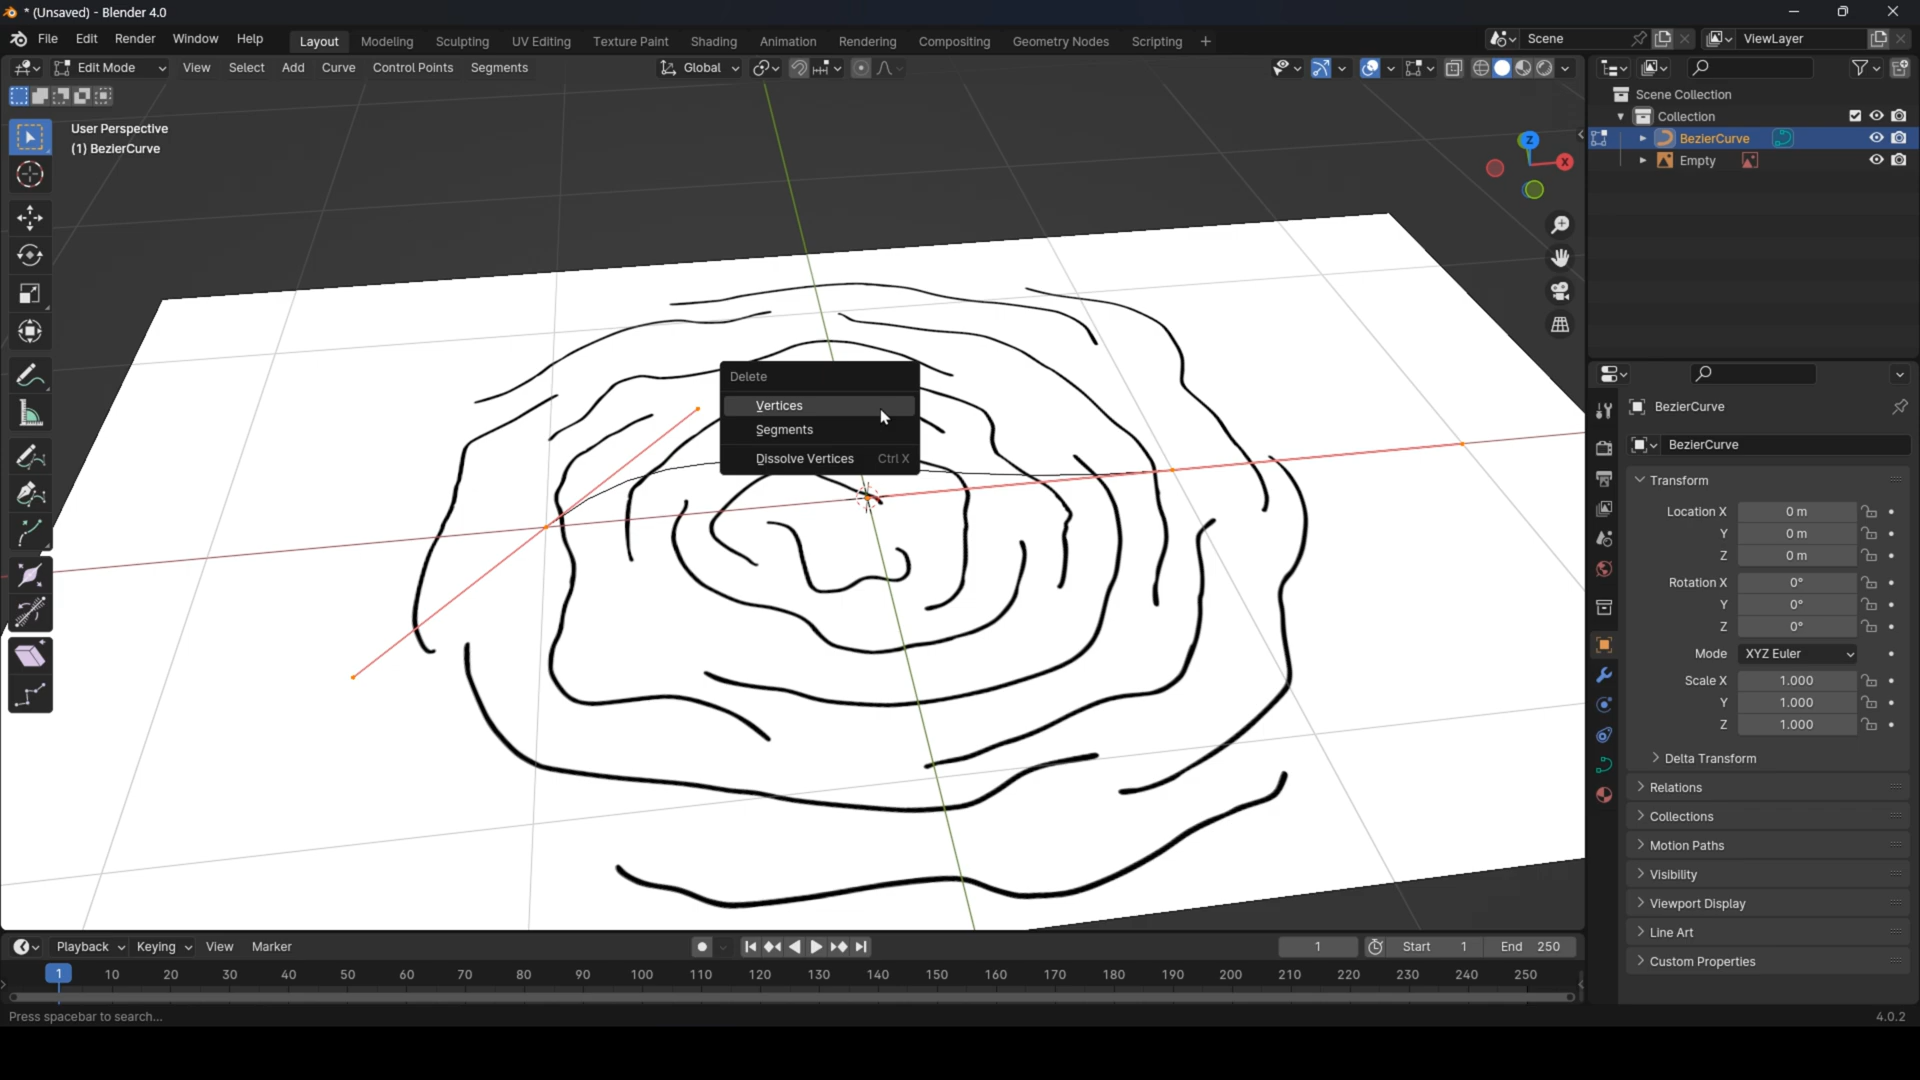 * (Unsaved) - Blender 4.0
File Edit Render Window Help
Layout Modeling Sculpting UV Editing Texture Paint Shading Animation Rendering Compositing Geometry Nodes Scripting +
Scene
ViewLayer
Edit Mode View Select Add Curve Control Points Segments
Global
User Perspective
(1) BezierCurve
Z
X
Delete
Vertices
Segments
Dissolve Vertices Ctrl X
Scene Collection
Collection
BezierCurve
Empty
BezierCurve
BezierCurve
Transform
Location X 0 m
Y 0 m
Z 0 m
Rotation X 0°
Y 0°
Z 0°
Mode XYZ Euler
Scale X 1.000
Y 1.000
Z 1.000
Delta Transform
Relations
Collections
Motion Paths
Visibility
Viewport Display
Line Art
Custom Properties
Playback Keying View Marker
1 Start 1 End 250
1 10 20 30 40 50 60 70 80 90 100 110 120 130 140 150 160 170 180 190 200 210 220 230 240 250
Press spacebar to search...
4.0.2